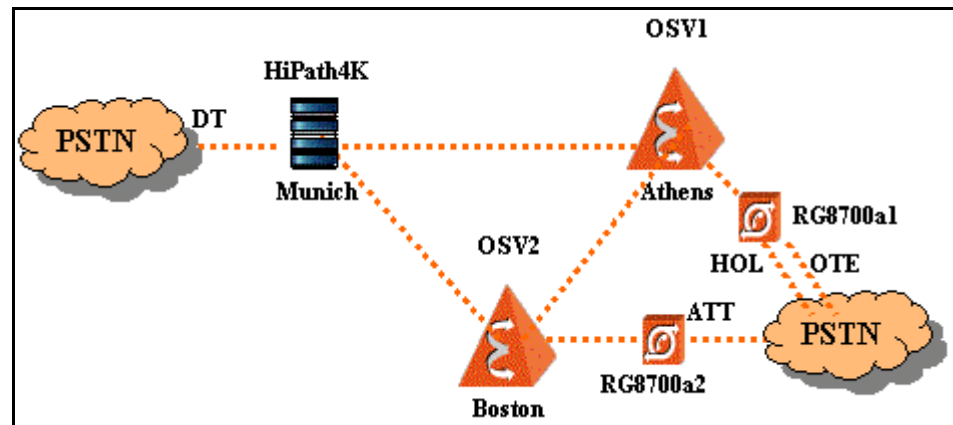 OSV1
HiPath4K
DT
PSTN
Munich
Athens
RG8700a1
OSV2
HOL
OTE
ATT
PSTN
RG8700a2
Boston